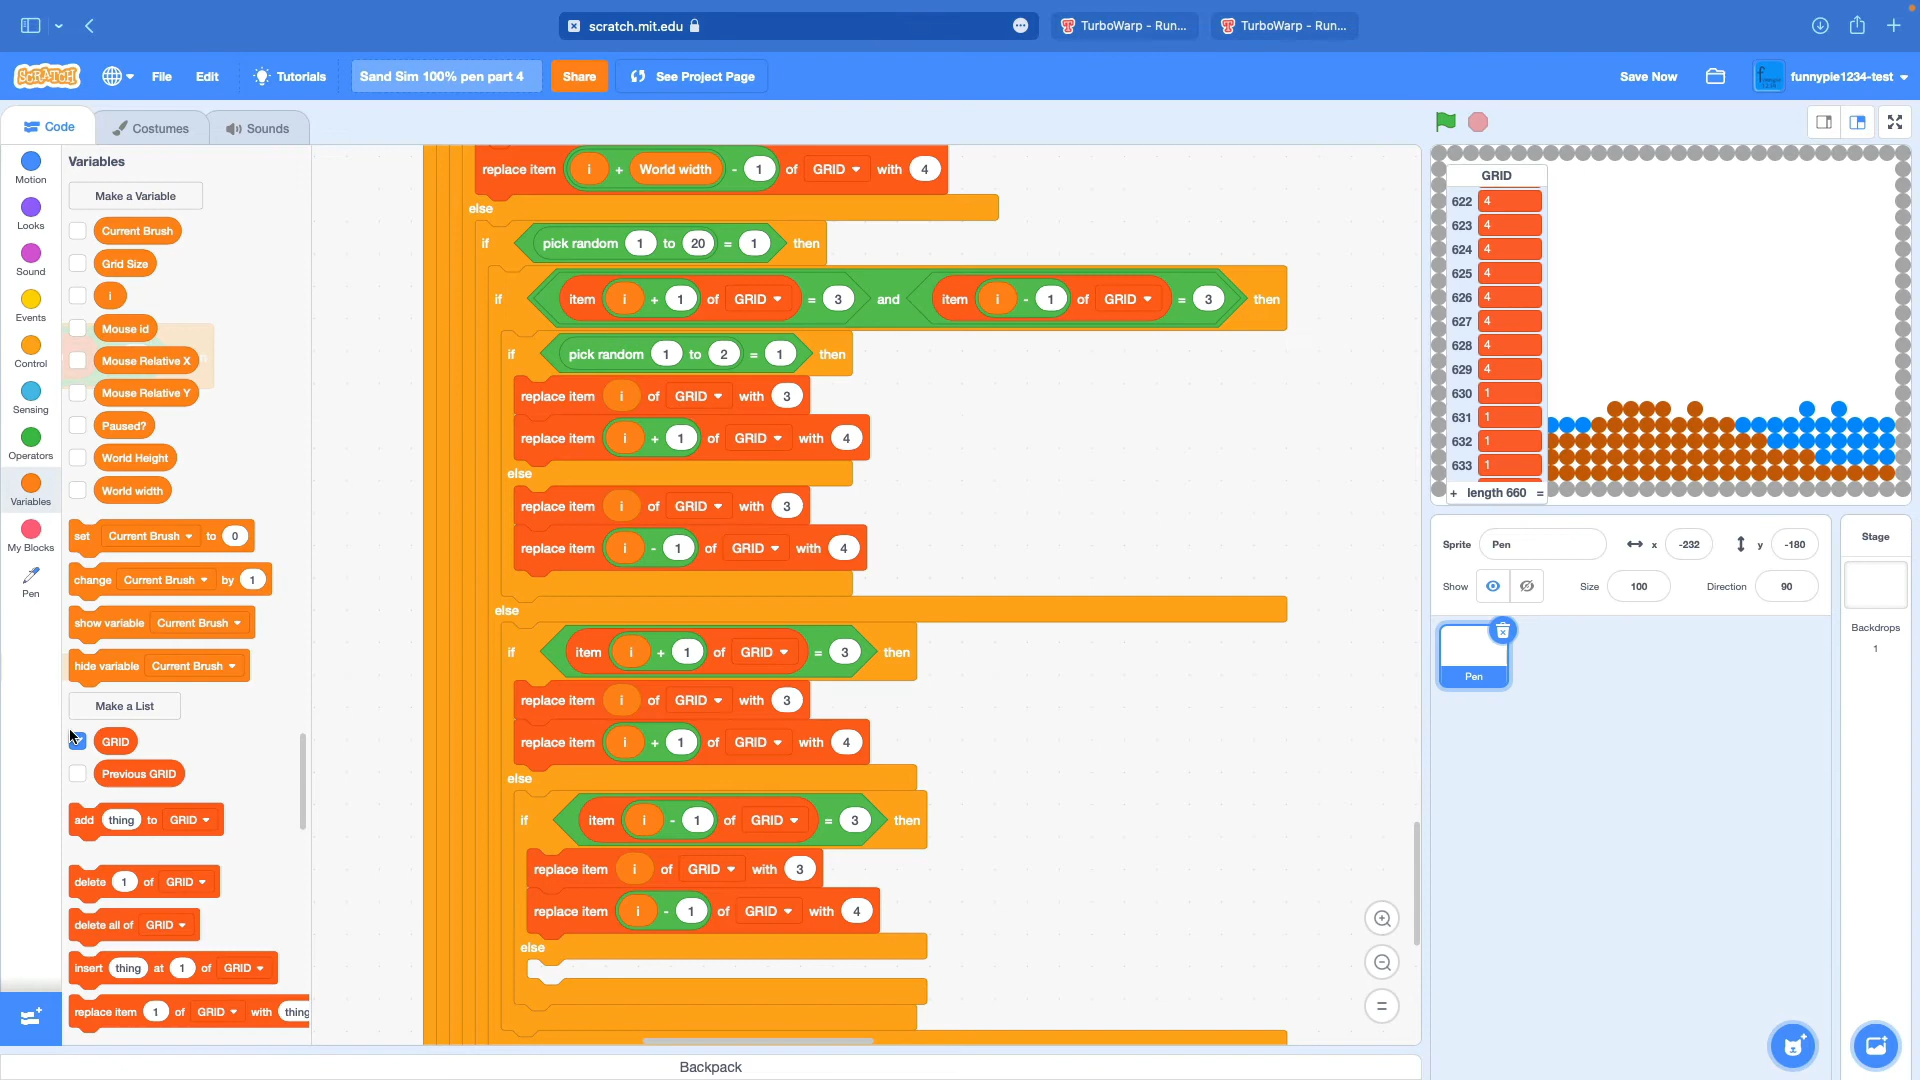 scratch.mit.edu
TurboWarp - Run...
TurboWarp - Run...
SCRATCH
File
Edit
Tutorials
Sand Sim 100% pen part 4
Share
See Project Page
Save Now
funnypie1234-test
Code
Costumes
Sounds
Motion
Looks
Sound
Events
Control
Sensing
Operators
Variables
My Blocks
Pen
Variables
Make a Variable
Current Brush
Grid Size
i
Mouse id
Mouse Relative X
Mouse Relative Y
Paused?
World Height
World width
set Current Brush to 0
change Current Brush by 1
show variable Current Brush
hide variable Current Brush
Make a List
GRID
Previous GRID
add thing to GRID
delete 1 of GRID
delete all of GRID
insert thing at 1 of GRID
replace item 1 of GRID with thing
replace item i + World width - 1 of GRID with 4
else
if pick random 1 to 20 = 1 then
if item i + 1 of GRID = 3 and item i - 1 of GRID = 3 then
if pick random 1 to 2 = 1 then
replace item i of GRID with 3
replace item i + 1 of GRID with 4
else
replace item i of GRID with 3
replace item i - 1 of GRID with 4
else
if item i + 1 of GRID = 3 then
replace item i of GRID with 3
replace item i + 1 of GRID with 4
else
if item i - 1 of GRID = 3 then
replace item i of GRID with 3
replace item i - 1 of GRID with 4
else
Backpack
GRID
622 4
623 4
624 4
625 4
626 4
627 4
628 4
629 4
630 1
631 1
632 1
633 1
+ length 660 =
Sprite Pen x -232 y -180
Show Size 100 Direction 90
Pen
Stage
Backdrops
1